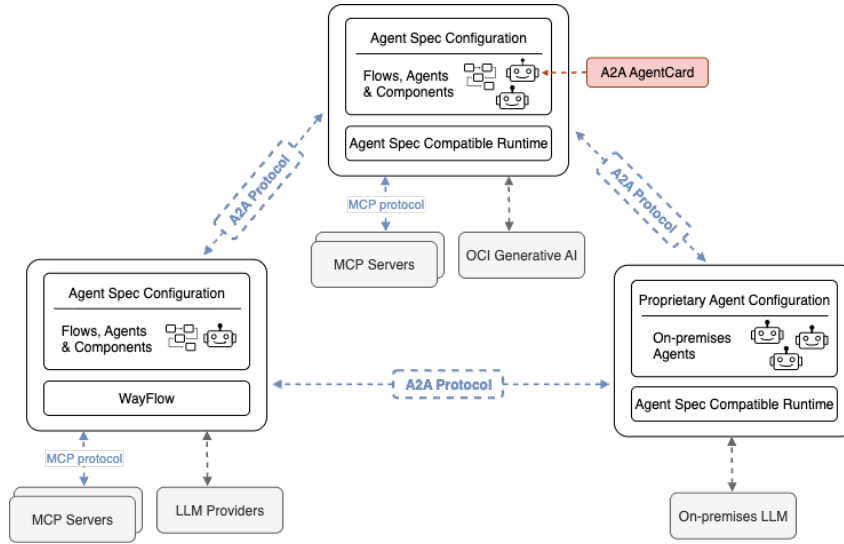 Agent Spec Configuration
Flows, Agents
& Components
A2A AgentCard
Agent Spec Compatible Runtime
A2A Protocol
A2A Protocol
MCP protocol
MCP Servers
OCI Generative AI
Agent Spec Configuration
Flows, Agents
& Components
WayFlow
A2A Protocol
Proprietary Agent Configuration
On-premises
Agents
Agent Spec Compatible Runtime
MCP protocol
MCP Servers
LLM Providers
On-premises LLM